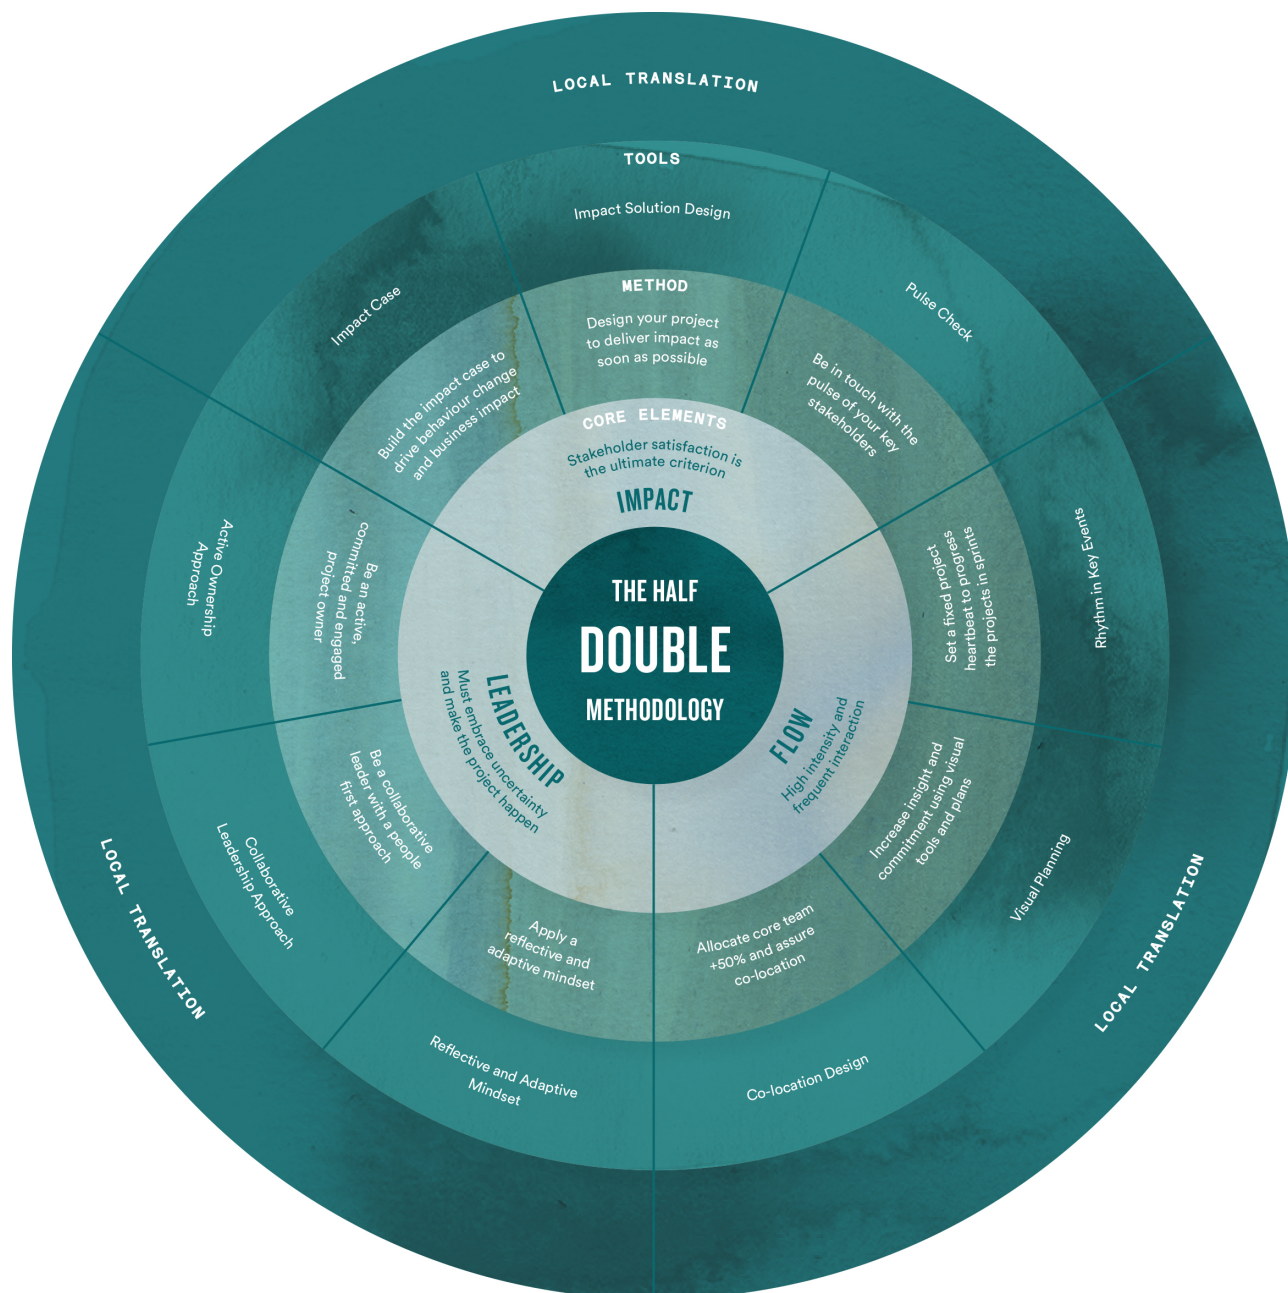 LOCAL TRANSLATION
TOOLS
Impact Solution Design
METHOD
Design your project
to deliver impact as
soon as possible
CORE ELEMENTS
Stakeholder satisfaction is
the ultimate criterion
IMPACT
THE HALF
DOUBLE
METHODOLOGY
Impact Case
Build the impact case to
drive behaviour change
and business impact
Pulse Check
Be in touch with the
pulse of your key
stakeholders
Rhythm in Key Events
Set a fixed project
heartbeat to progress
the projects in sprints
FLOW
High intensity and
frequent interaction
Visual Planning
Increase insight and
commitment using visual
tools and plans
Co-location Design
Allocate core team
+50% and assure
co-location
LOCAL TRANSLATION
LEADERSHIP
Must embrace uncertainty
and make the project happen
Reflective and Adaptive
Mindset
Apply a
reflective and
adaptive mindset
Collaborative
Leadership Approach
Be a collaborative
leader with a people
first approach
Active Ownership
Approach
Be an active,
committed and engaged
project owner
LOCAL TRANSLATION